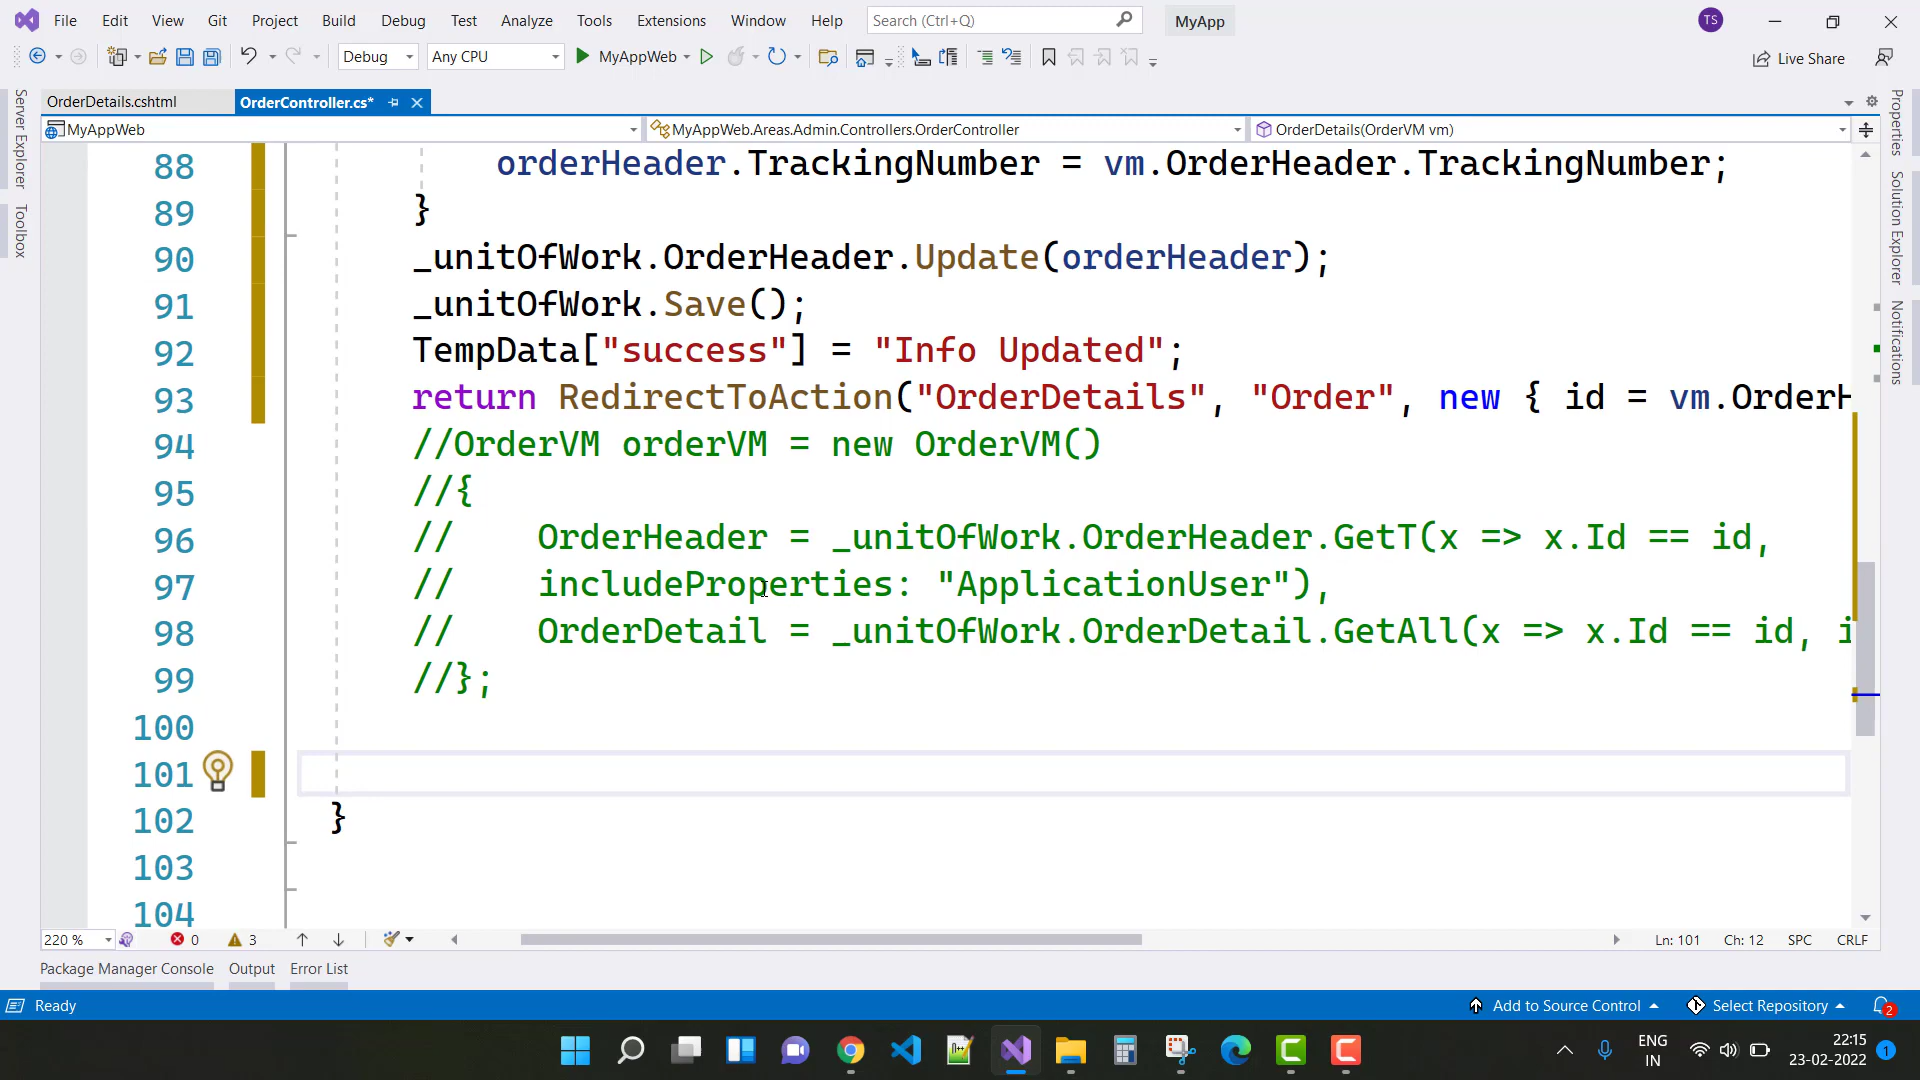 File Edit View Git Project Build Debug Test Analyze Tools Extensions Window Help Search (Ctrl+Q) MyApp TS
Debug Any CPU MyAppWeb Live Share
OrderDetails.cshtml OrderController.cs*
MyAppWeb MyAppWeb.Areas.Admin.Controllers.OrderController OrderDetails(OrderVM vm)
Server Explorer
Toolbox
Properties
Solution Explorer
Notifications
88 orderHeader.TrackingNumber = vm.OrderHeader.TrackingNumber;
89 }
90 _unitOfWork.OrderHeader.Update(orderHeader);
91 _unitOfWork.Save();
92 TempData["success"] = "Info Updated";
93 return RedirectToAction("OrderDetails", "Order", new { id = vm.OrderH
94 //OrderVM orderVM = new OrderVM()
95 //{
96 // OrderHeader = _unitOfWork.OrderHeader.GetT(x => x.Id == id,
97 // includeProperties: "ApplicationUser"),
98 // OrderDetail = _unitOfWork.OrderDetail.GetAll(x => x.Id == id, i
99 //};
100
101
102 }
103
104
220 % 0 3 Ln: 101 Ch: 12 SPC CRLF
Package Manager Console Output Error List
Ready Add to Source Control Select Repository 2
ENG 22:15
IN 23-02-2022 1